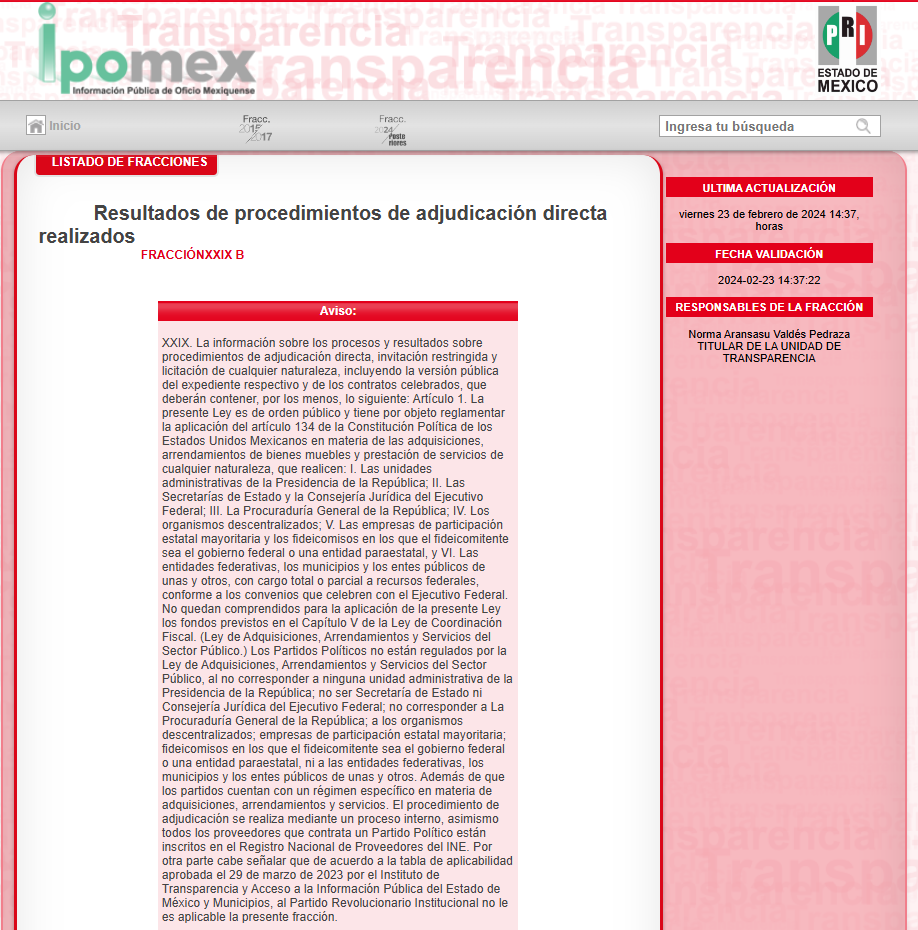 ipomex
Información Pública de Oficio Mexiquense
PRI
ESTADO DE
MEXICO
Inicio
Fracc.
2015
2017
Fracc.
2024
Poste
riores
Ingresa tu búsqueda
LISTADO DE FRACCIONES
Resultados de procedimientos de adjudicación directa
realizados
FRACCIÓNXXIX B
Aviso:
XXIX. La información sobre los procesos y resultados sobre
procedimientos de adjudicación directa, invitación restringida y
licitación de cualquier naturaleza, incluyendo la versión pública
del expediente respectivo y de los contratos celebrados, que
deberán contener, por los menos, lo siguiente: Artículo 1. La
presente Ley es de orden público y tiene por objeto reglamentar
la aplicación del artículo 134 de la Constitución Política de los
Estados Unidos Mexicanos en materia de las adquisiciones,
arrendamientos de bienes muebles y prestación de servicios de
cualquier naturaleza, que realicen: I. Las unidades
administrativas de la Presidencia de la República; II. Las
Secretarías de Estado y la Consejería Jurídica del Ejecutivo
Federal; III. La Procuraduría General de la República; IV. Los
organismos descentralizados; V. Las empresas de participación
estatal mayoritaria y los fideicomisos en los que el fideicomitente
sea el gobierno federal o una entidad paraestatal, y VI. Las
entidades federativas, los municipios y los entes públicos de
unas y otros, con cargo total o parcial a recursos federales,
conforme a los convenios que celebren con el Ejecutivo Federal.
No quedan comprendidos para la aplicación de la presente Ley
los fondos previstos en el Capítulo V de la Ley de Coordinación
Fiscal. (Ley de Adquisiciones, Arrendamientos y Servicios del
Sector Público.) Los Partidos Políticos no están regulados por la
Ley de Adquisiciones, Arrendamientos y Servicios del Sector
Público, al no corresponder a ninguna unidad administrativa de la
Presidencia de la República; no ser Secretaría de Estado ni
Consejería Jurídica del Ejecutivo Federal; no corresponder a La
Procuraduría General de la República; a los organismos
descentralizados; empresas de participación estatal mayoritaria;
fideicomisos en los que el fideicomitente sea el gobierno federal
o una entidad paraestatal, ni a las entidades federativas, los
municipios y los entes públicos de unas y otros. Además de que
los partidos cuentan con un régimen específico en materia de
adquisiciones, arrendamientos y servicios. El procedimiento de
adjudicación se realiza mediante un proceso interno, asimismo
todos los proveedores que contrata un Partido Político están
inscritos en el Registro Nacional de Proveedores del INE. Por
otra parte cabe señalar que de acuerdo a la tabla de aplicabilidad
aprobada el 29 de marzo de 2023 por el Instituto de
Transparencia y Acceso a la Información Pública del Estado de
México y Municipios, al Partido Revolucionario Institucional no le
es aplicable la presente fracción.
ULTIMA ACTUALIZACIÓN
viernes 23 de febrero de 2024 14:37,
horas
FECHA VALIDACIÓN
2024-02-23 14:37:22
RESPONSABLES DE LA FRACCIÓN
Norma Aransasu Valdés Pedraza
TITULAR DE LA UNIDAD DE
TRANSPARENCIA